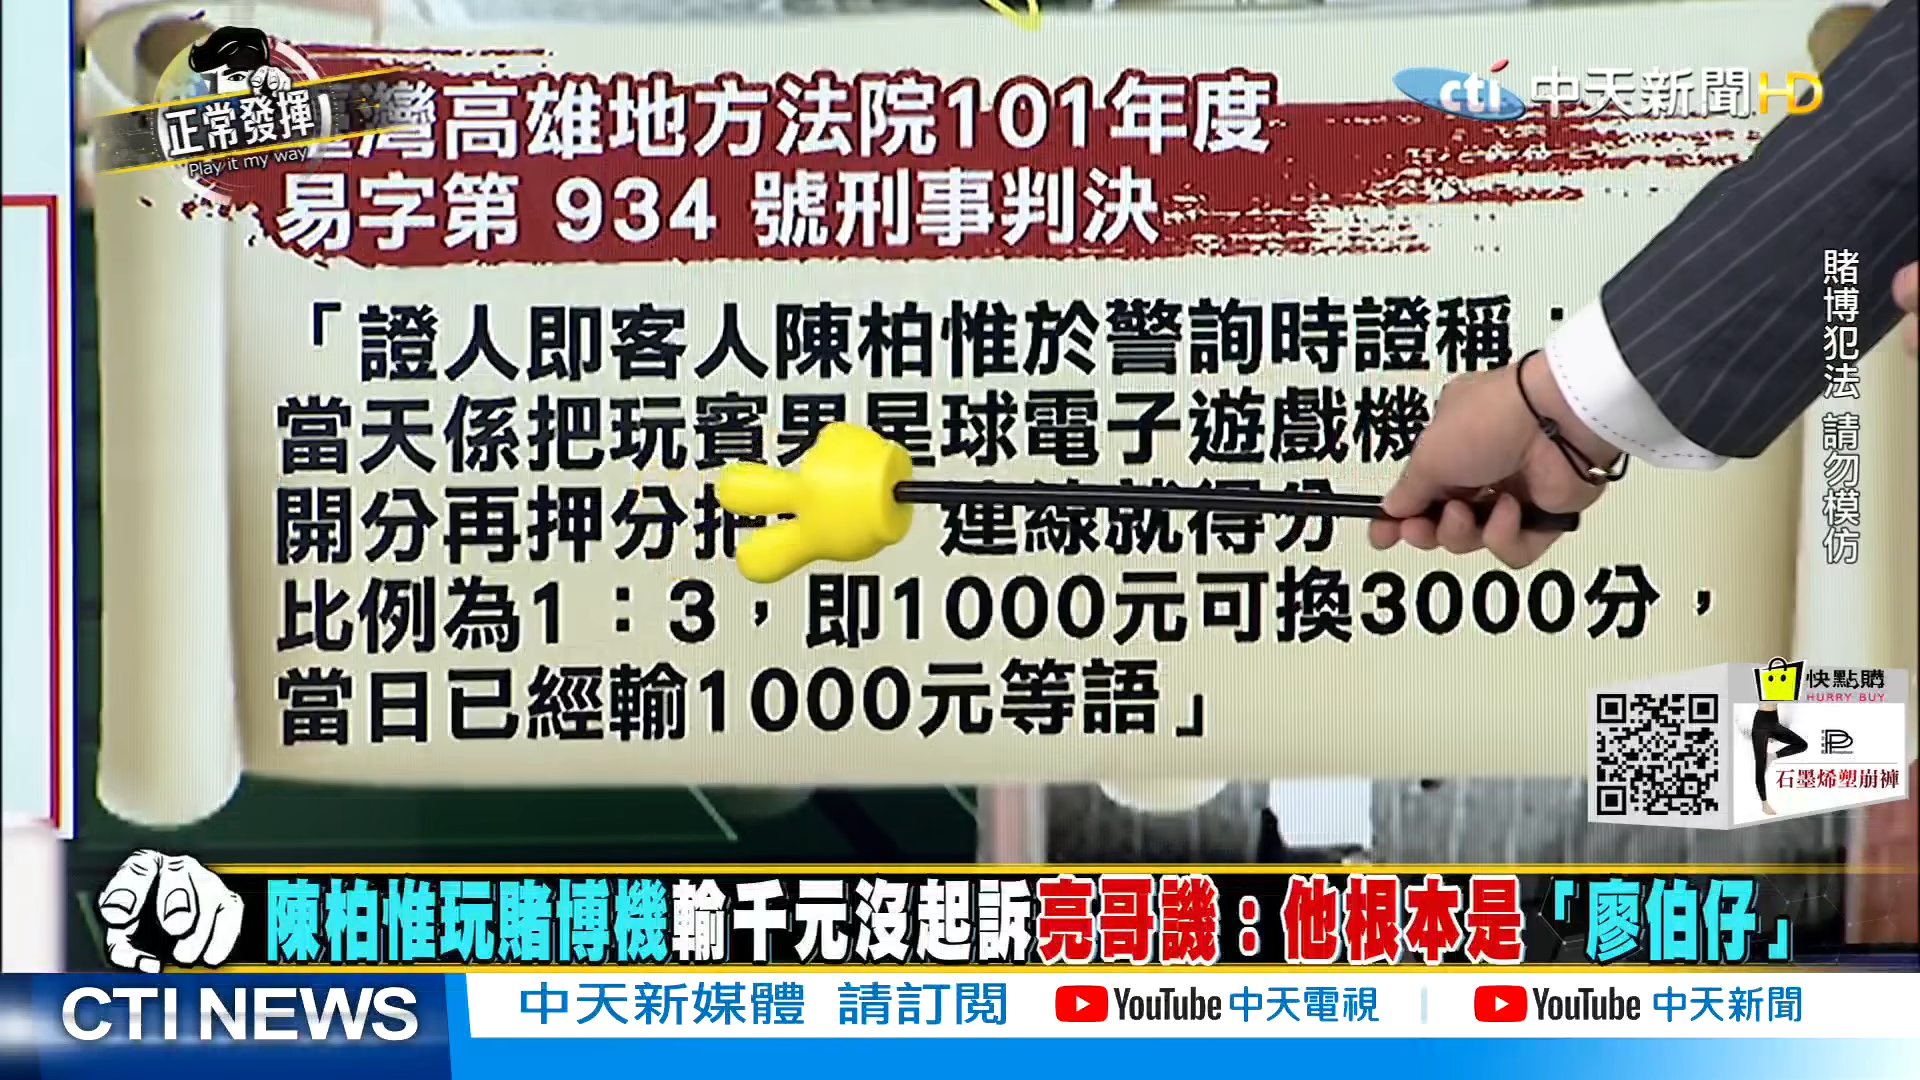 正常發揮
Play it my way
灣高雄地方法院101年度
易字第 934 號刑事判決
cti 中天新聞HD
「證人即客人陳柏惟於警詢時證稱：
當天係把玩賓男星球電子遊戲機
開分再押分把 連線就得分
比例為1：3，即1000元可換3000分，
當日已經輸1000元等語」
賭博犯法 請勿模仿
快點購
HURRY BUY
石墨烯塑崩褲
陳柏惟玩賭博機輸千元沒起訴亮哥譏：他根本是「廖伯仔」
CTI NEWS
中天新媒體 請訂閱 YouTube 中天電視 | YouTube 中天新聞